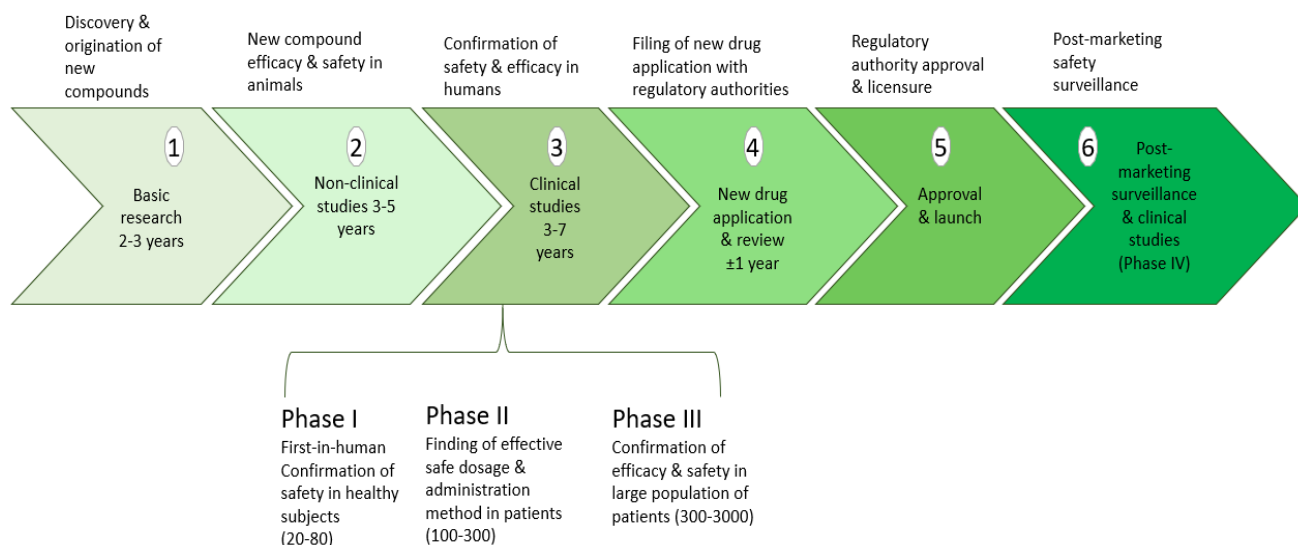 Discovery &
origination of
new
compounds
New compound
efficacy & safety in
animals
Confirmation of
safety & efficacy in
humans
Filing of new drug
application with
regulatory authorities
Regulatory
authority approval
& licensure
Post-marketing
safety
surveillance
1
Basic
research
2-3 years
2
Non-clinical
studies 3-5
years
3
Clinical
studies
3-7
years
4
New drug
application
& review
±1 year
5
Approval
& launch
6
Post-
marketing
surveillance
& clinical
studies
(Phase IV)
Phase I
First-in-human
Confirmation of
safety in healthy
subjects
(20-80)
Phase II
Finding of effective
safe dosage &
administration
method in patients
(100-300)
Phase III
Confirmation of
efficacy & safety in
large population of
patients (300-3000)